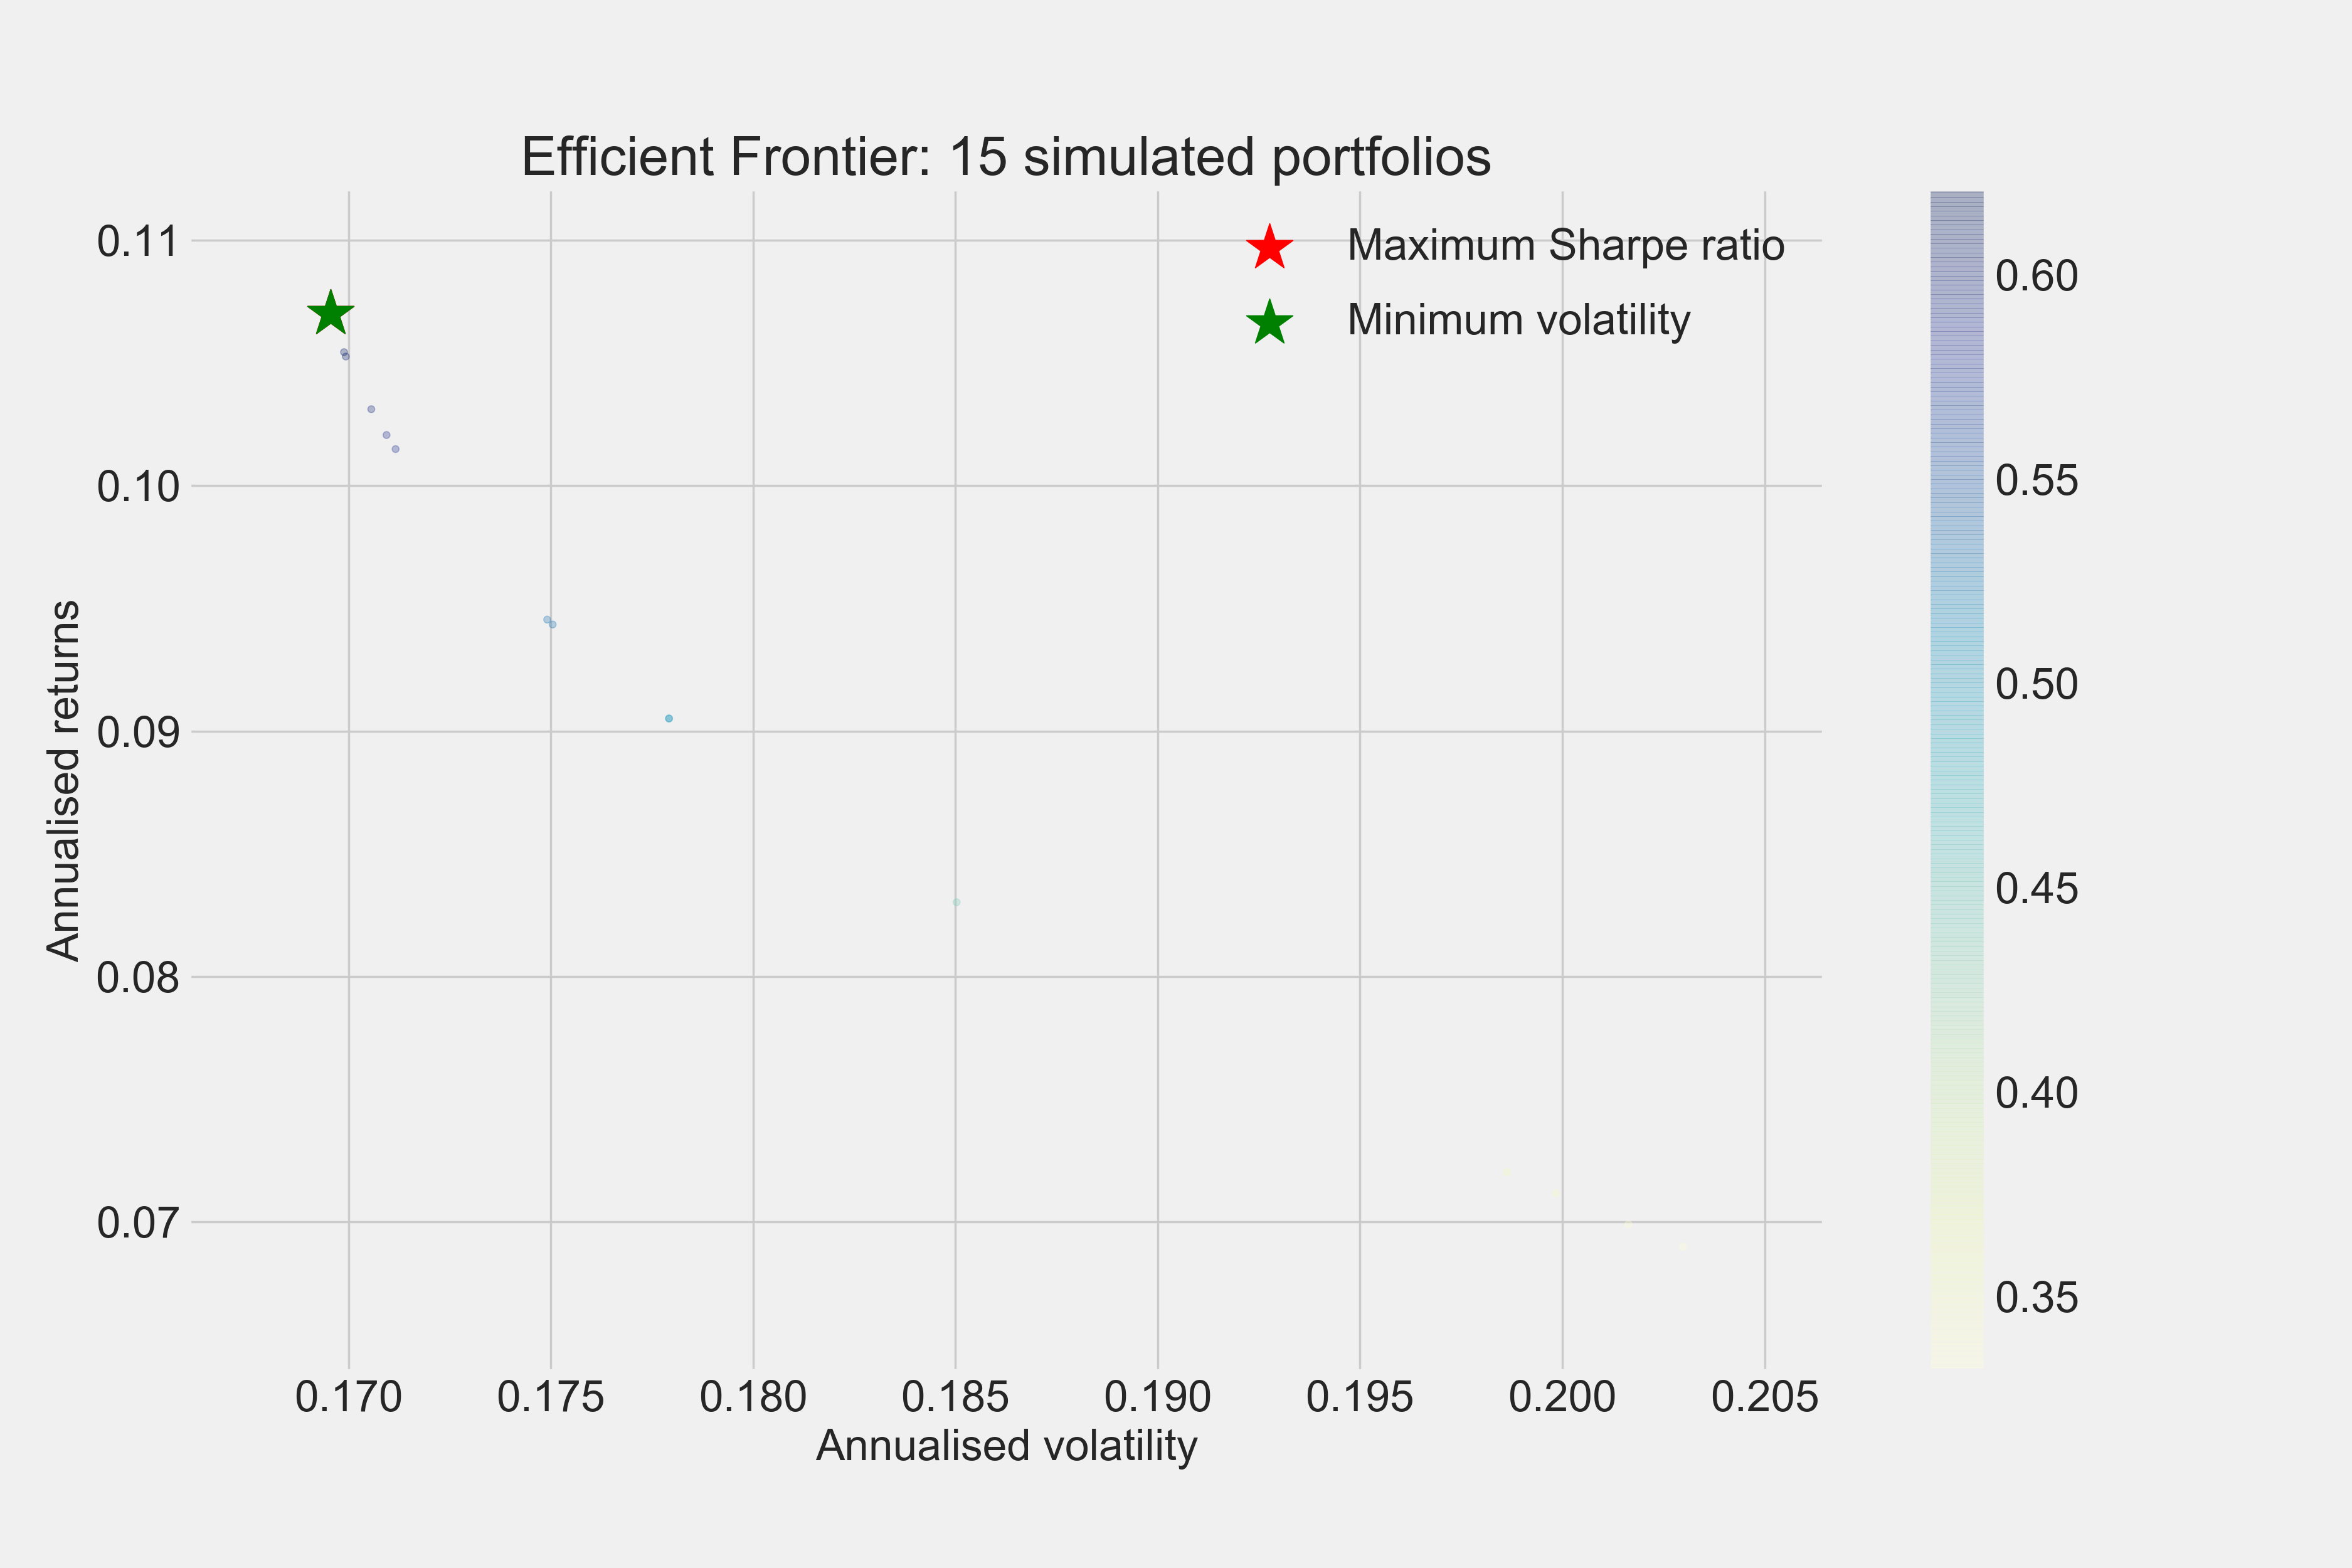 Efficient Frontier: 15 simulated portfolios
Maximum Sharpe ratio
Minimum volatility
0.11
0.10
0.09
0.08
0.07
Annualised returns
0.170 0.175 0.180 0.185 0.190 0.195 0.200 0.205
Annualised volatility
0.60
0.55
0.50
0.45
0.40
0.35